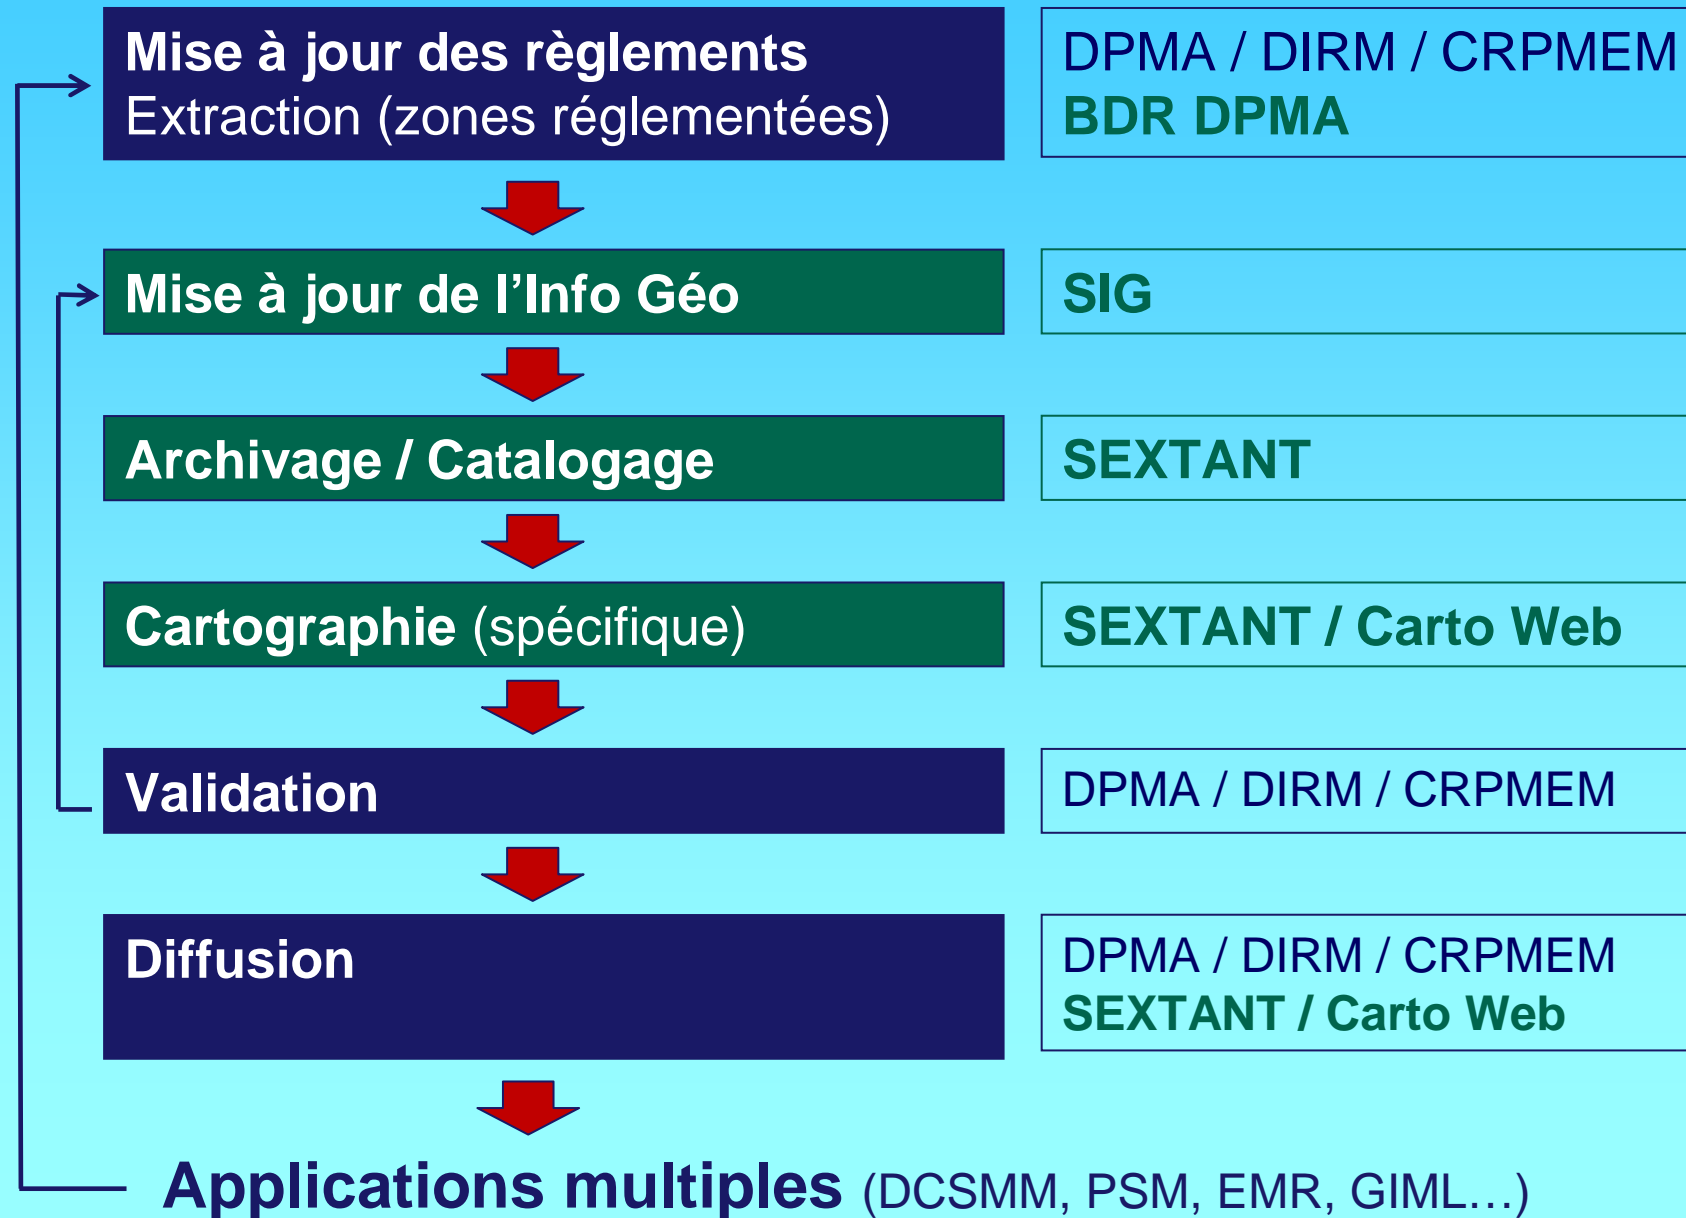 Mise à jour des règlements
Extraction (zones réglementées)
DPMA / DIRM / CRPMEM
BDR DPMA
Mise à jour de l'Info Géo
SIG
Archivage / Catalogage
SEXTANT
Cartographie (spécifique)
SEXTANT / Carto Web
Validation
DPMA / DIRM / CRPMEM
Diffusion
DPMA / DIRM / CRPMEM
SEXTANT / Carto Web
Applications multiples (DCSMM, PSM, EMR, GIML…)